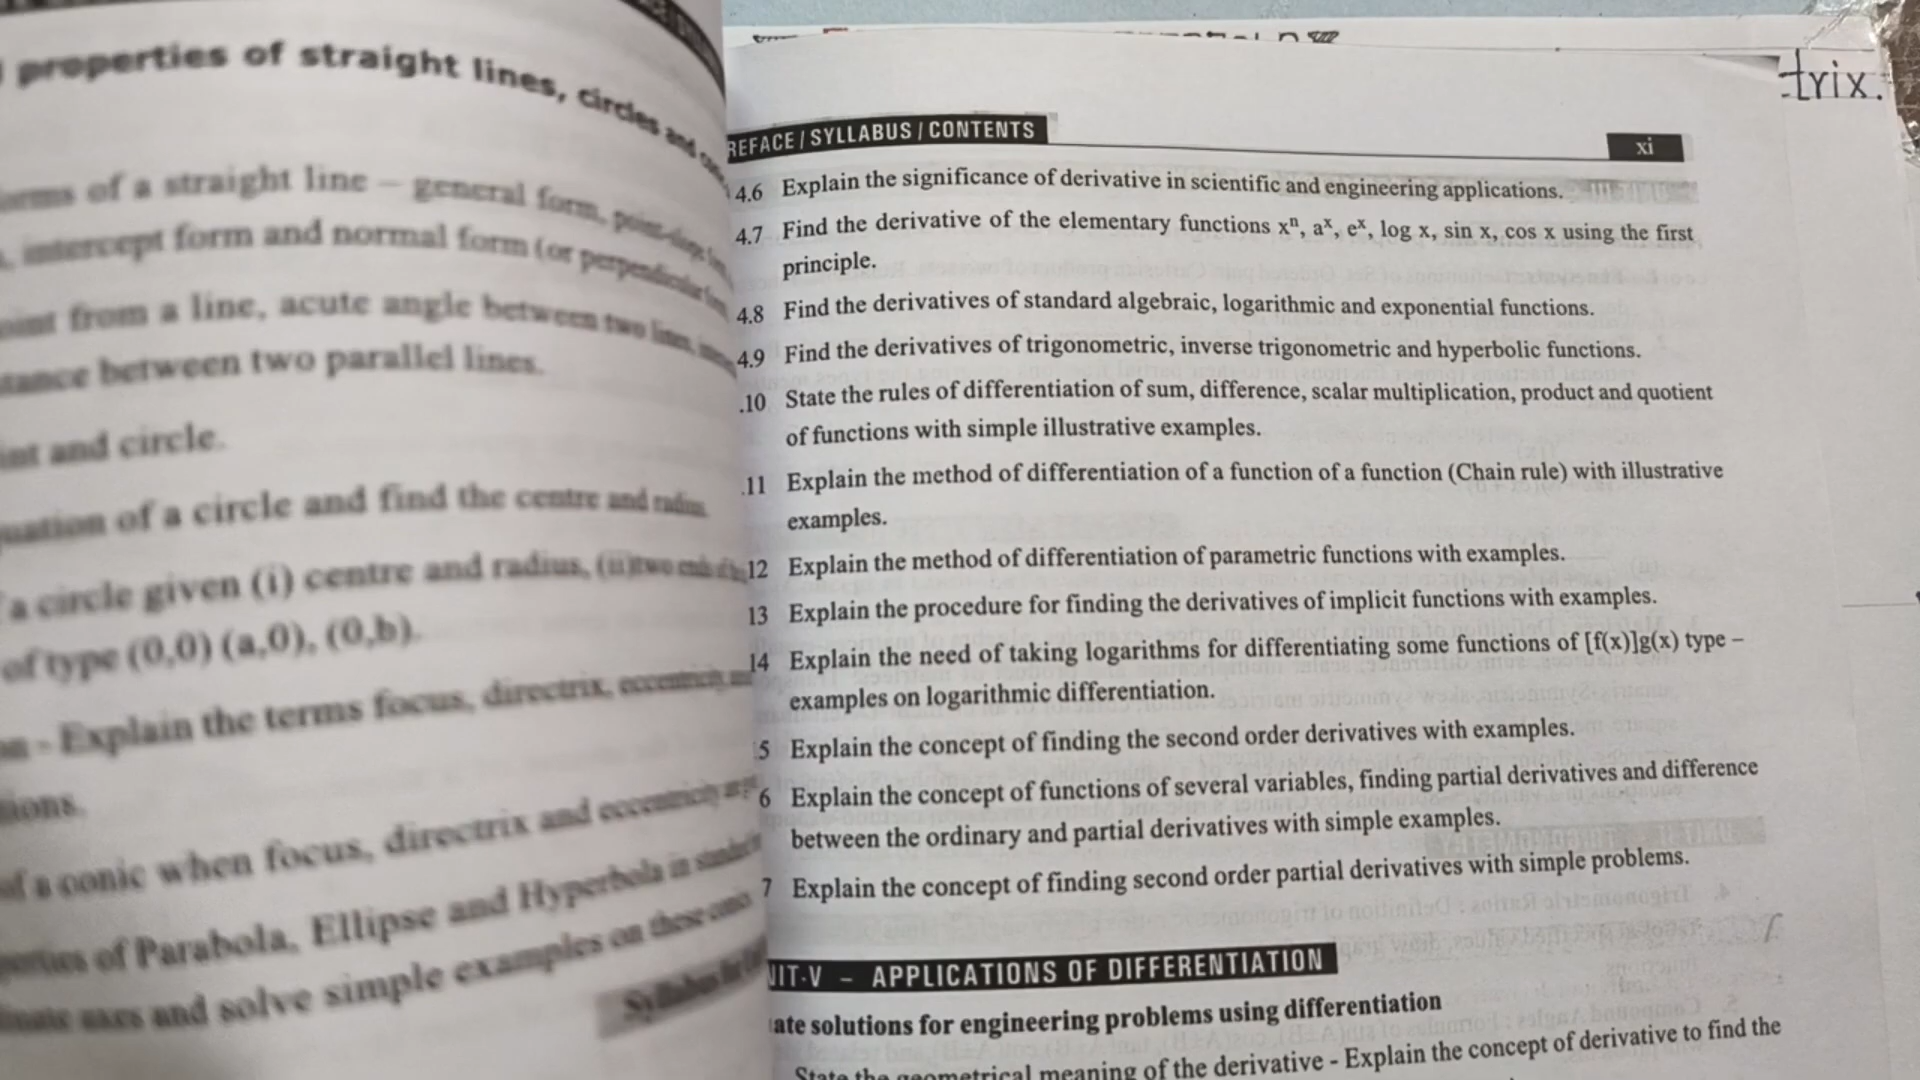 properties of straight lines, circles and
forms of a straight line – general form, point-slope
intercept form and normal form (or perpendicular
point from a line, acute angle between two lines,
distance between two parallel lines.
and circle.
equation of a circle and find the centre and radius.
a circle given (i) centre and radius, (ii)two ends
of type (0,0) (a,0), (0,b).
- Explain the terms focus, directrix, eccentricity
of a conic when focus, directrix and eccentricity
properties of Parabola, Ellipse and Hyperbola in
axes and solve simple examples on these
Syllabus
trix.
REFACE / SYLLABUS / CONTENTS
xi
4.6 Explain the significance of derivative in scientific and engineering applications.
4.7 Find the derivative of the elementary functions xⁿ, aˣ, eˣ, log x, sin x, cos x using the first
principle.
4.8 Find the derivatives of standard algebraic, logarithmic and exponential functions.
4.9 Find the derivatives of trigonometric, inverse trigonometric and hyperbolic functions.
.10 State the rules of differentiation of sum, difference, scalar multiplication, product and quotient
of functions with simple illustrative examples.
.11 Explain the method of differentiation of a function of a function (Chain rule) with illustrative
examples.
12 Explain the method of differentiation of parametric functions with examples.
13 Explain the procedure for finding the derivatives of implicit functions with examples.
14 Explain the need of taking logarithms for differentiating some functions of [f(x)]g(x) type –
examples on logarithmic differentiation.
5 Explain the concept of finding the second order derivatives with examples.
6 Explain the concept of functions of several variables, finding partial derivatives and difference
between the ordinary and partial derivatives with simple examples.
7 Explain the concept of finding second order partial derivatives with simple problems.
IT-V – APPLICATIONS OF DIFFERENTIATION
ate solutions for engineering problems using differentiation
State the geometrical meaning of the derivative - Explain the concept of derivative to find the